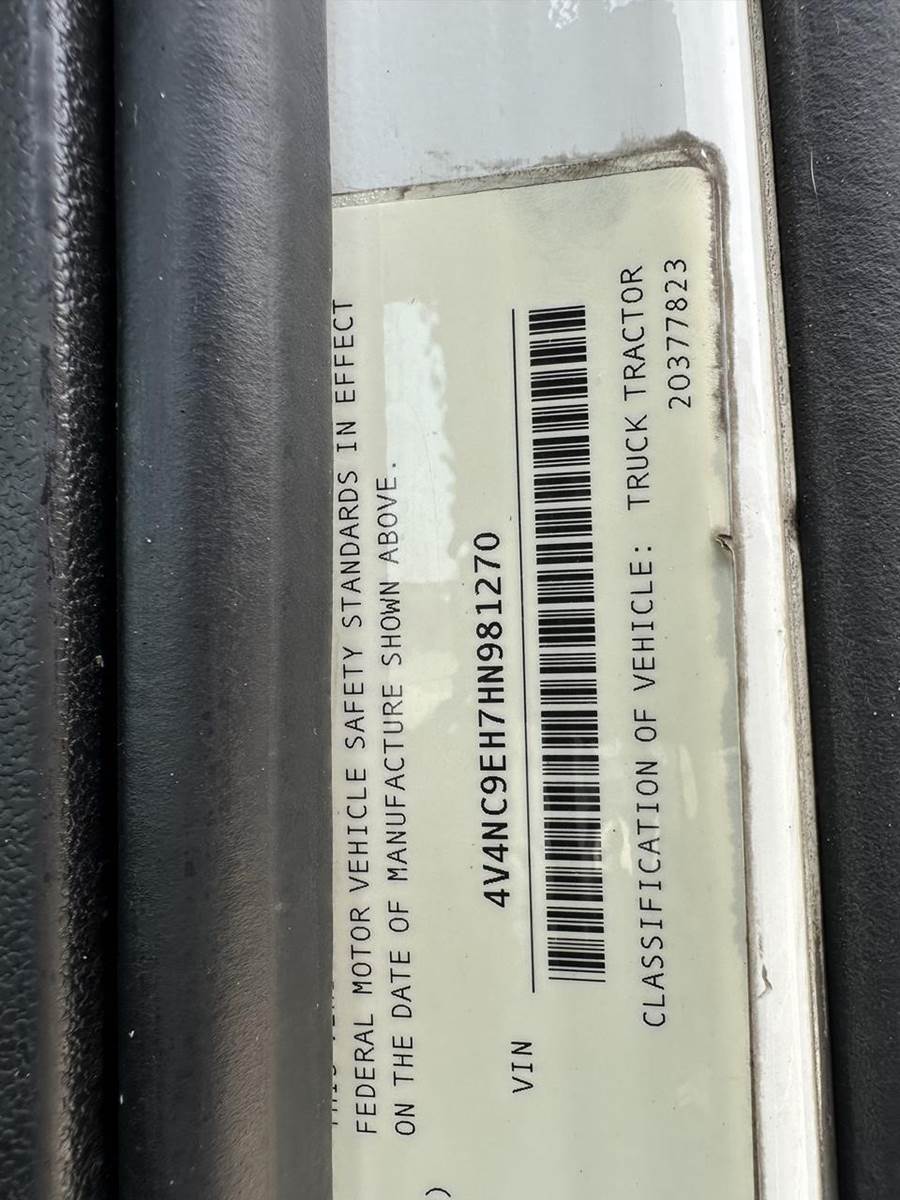 FEDERAL MOTOR VEHICLE SAFETY STANDARDS IN EFFECT
ON THE DATE OF MANUFACTURE SHOWN ABOVE.
)
4V4NC9EH7HN981270
VIN
CLASSIFICATION OF VEHICLE: TRUCK TRACTOR
20377823